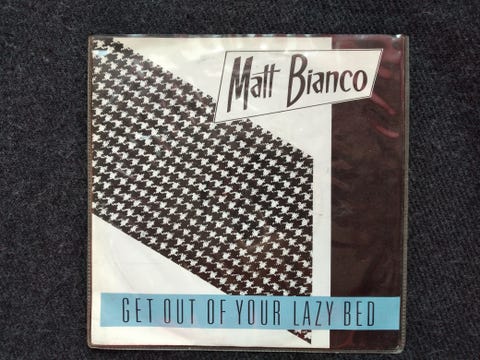 Matt Bianco
GET OUT OF YOUR LAZY BED